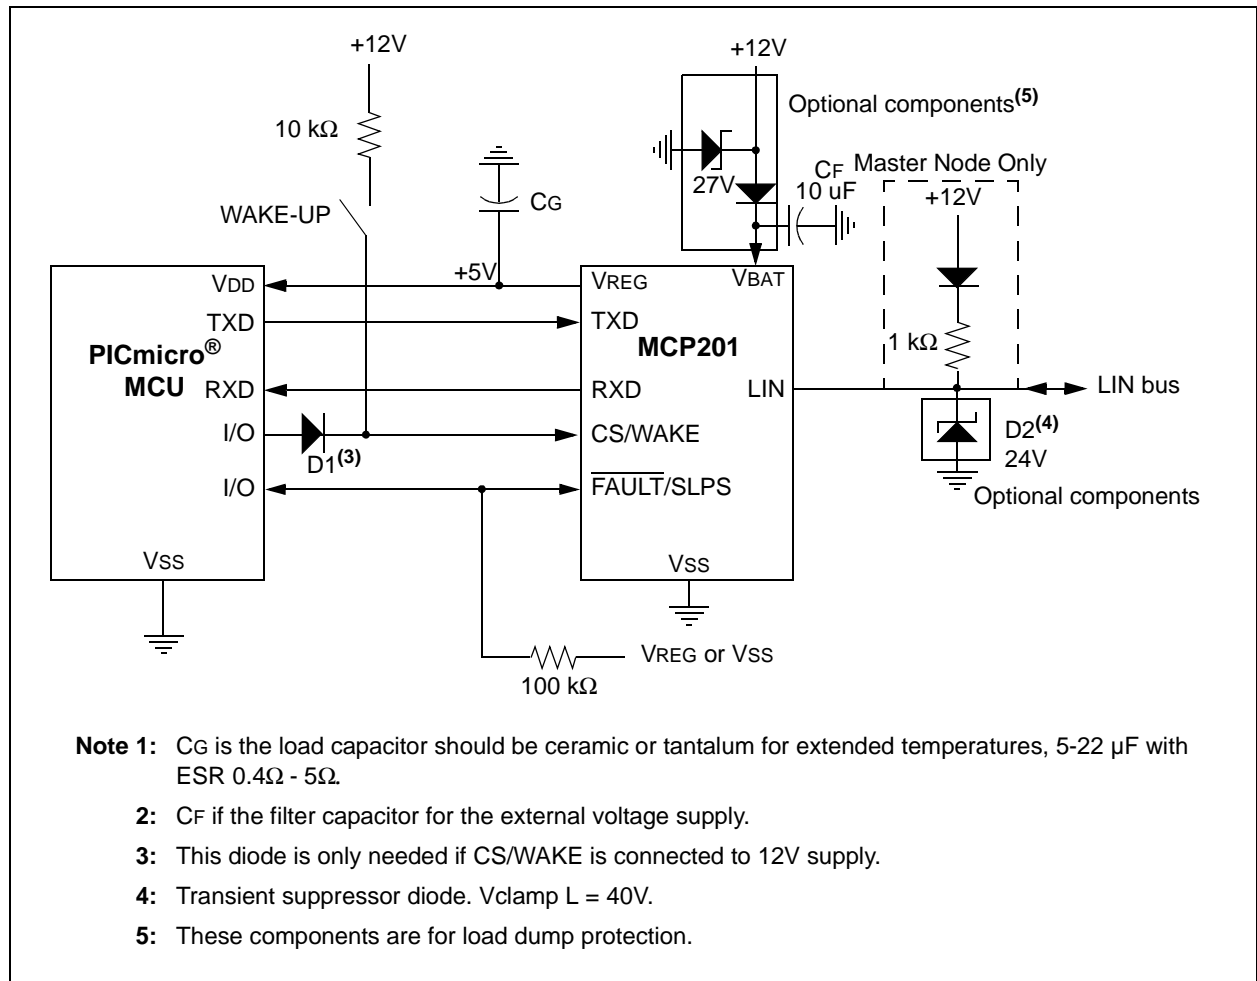 +12V
+12V
Optional components(5)
10 kΩ
27V
CF
10 uF
Master Node Only
+12V
CG
WAKE-UP
+5V
VDD
VREG
VBAT
TXD
TXD
PICmicro®
MCU
MCP201
1 kΩ
RXD
RXD
LIN
LIN bus
I/O
D1(3)
CS/WAKE
D2(4)
24V
I/O
FAULT/SLPS
Optional components
VSS
VSS
100 kΩ
VREG or VSS
Note 1: CG is the load capacitor should be ceramic or tantalum for extended temperatures, 5-22 µF with
ESR 0.4Ω - 5Ω.
2: CF if the filter capacitor for the external voltage supply.
3: This diode is only needed if CS/WAKE is connected to 12V supply.
4: Transient suppressor diode. Vclamp L = 40V.
5: These components are for load dump protection.